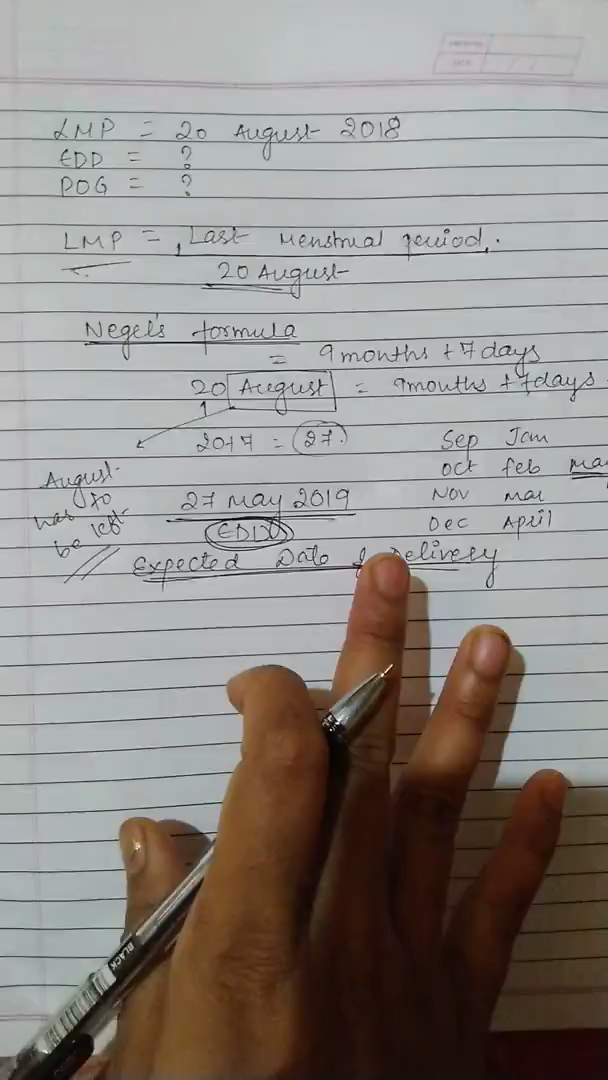 LMP = 20 August 2018
EDD = ?
POG = ?
LMP = Last Menstrual period.
20 August
Negel's formula
= 9 months + 7 days
20 August = 9 months + 7 days
20+7 = 27. Sep Jan
Oct feb may
August has to be left 27 May 2019 Nov Mar
EDD Dec April
Expected Date of Delivery
BLACK